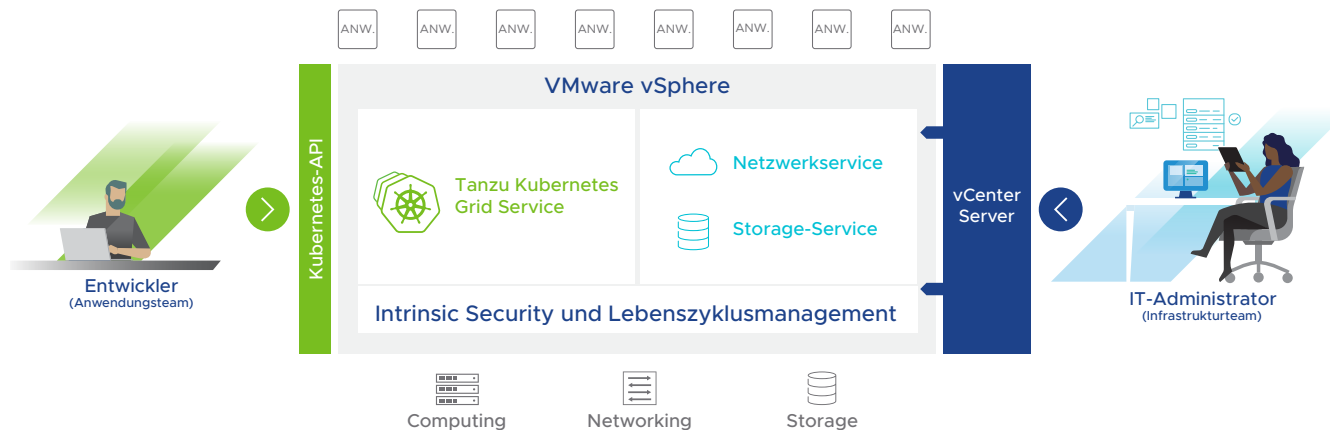 ANW. ANW. ANW. ANW. ANW. ANW. ANW. ANW.
VMware vSphere
Kubernetes-API
Tanzu Kubernetes
Grid Service
Netzwerkservice
Storage-Service
Intrinsic Security und Lebenszyklusmanagement
vCenter
Server
Entwickler
(Anwendungsteam)
IT-Administrator
(Infrastrukturteam)
Computing
Networking
Storage